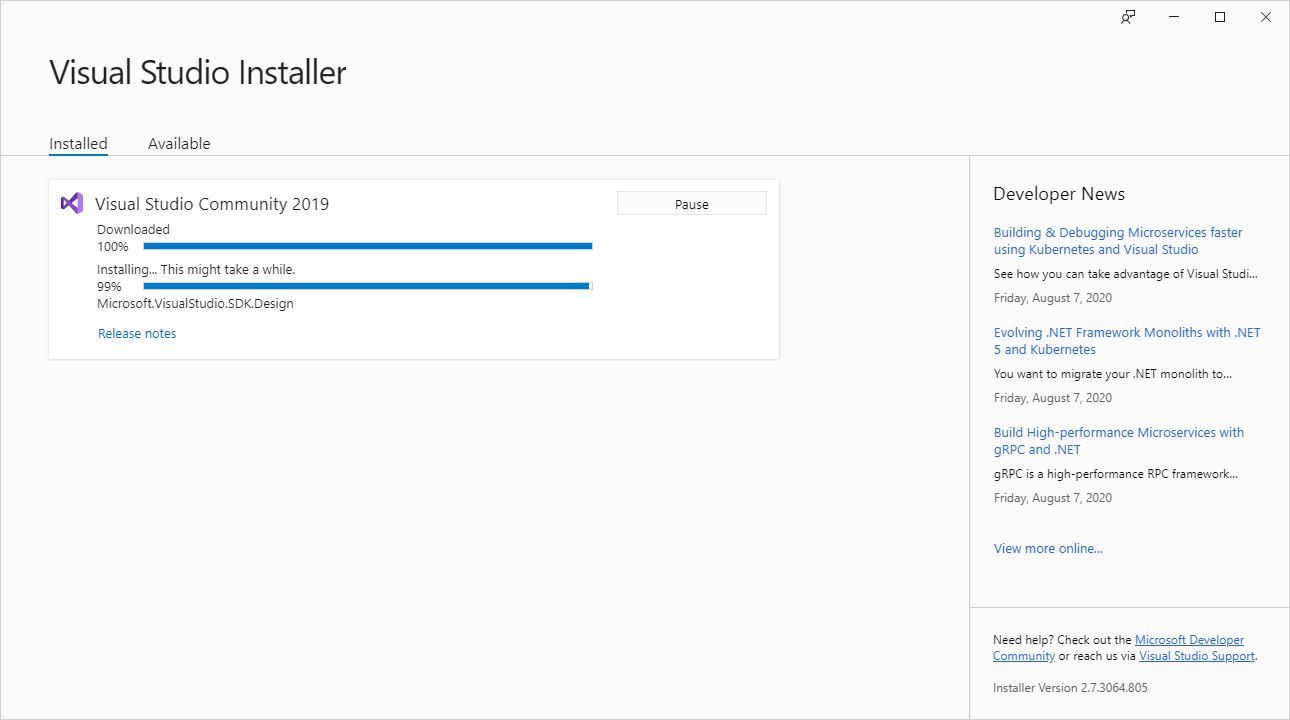 Visual Studio Installer
Installed
Available
Visual Studio Community 2019
Pause
Downloaded
100%
Installing... This might take a while.
99%
Microsoft.VisualStudio.SDK.Design
Release notes
Developer News
Building & Debugging Microservices faster
using Kubernetes and Visual Studio
See how you can take advantage of Visual Studi...
Friday, August 7, 2020
Evolving .NET Framework Monoliths with .NET
5 and Kubernetes
You want to migrate your .NET monolith to...
Friday, August 7, 2020
Build High-performance Microservices with
gRPC and .NET
gRPC is a high-performance RPC framework...
Friday, August 7, 2020
View more online...
Need help? Check out the Microsoft Developer
Community or reach us via Visual Studio Support.
Installer Version 2.7.3064.805